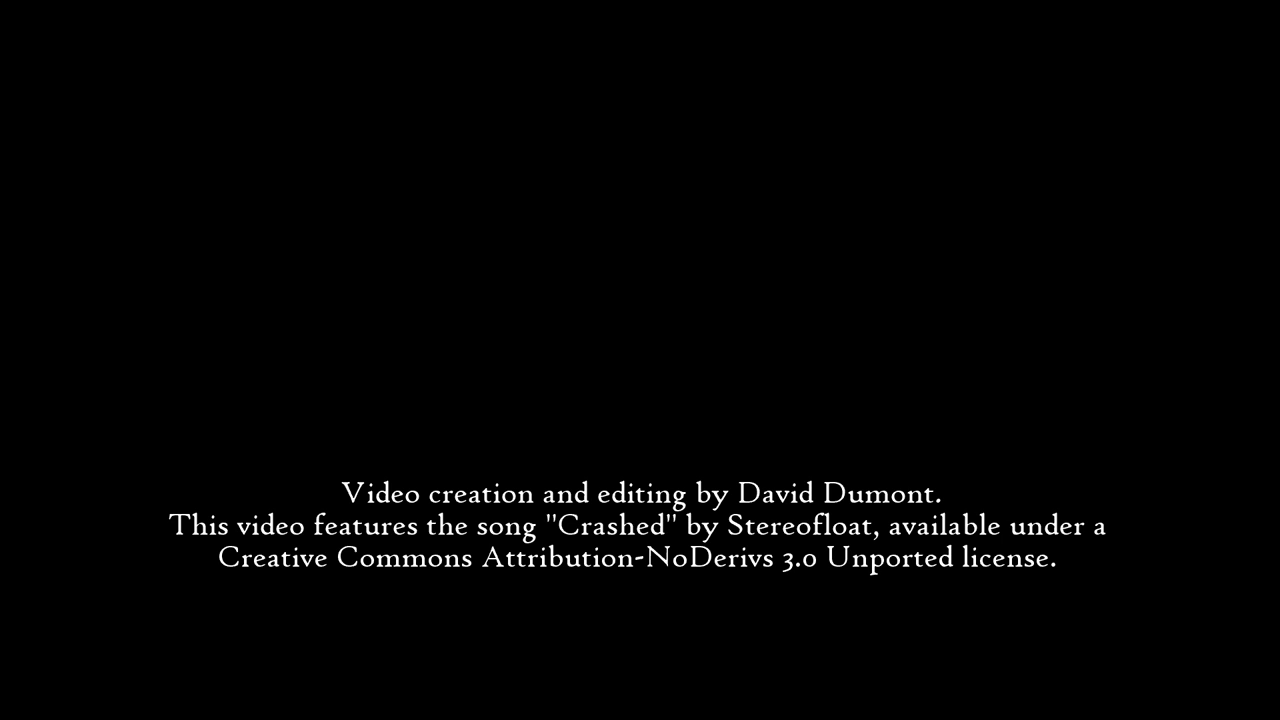 Video creation and editing by David Dumont.
This video features the song "Crashed" by Stereofloat, available under a
Creative Commons Attribution-NoDerivs 3.0 Unported license.